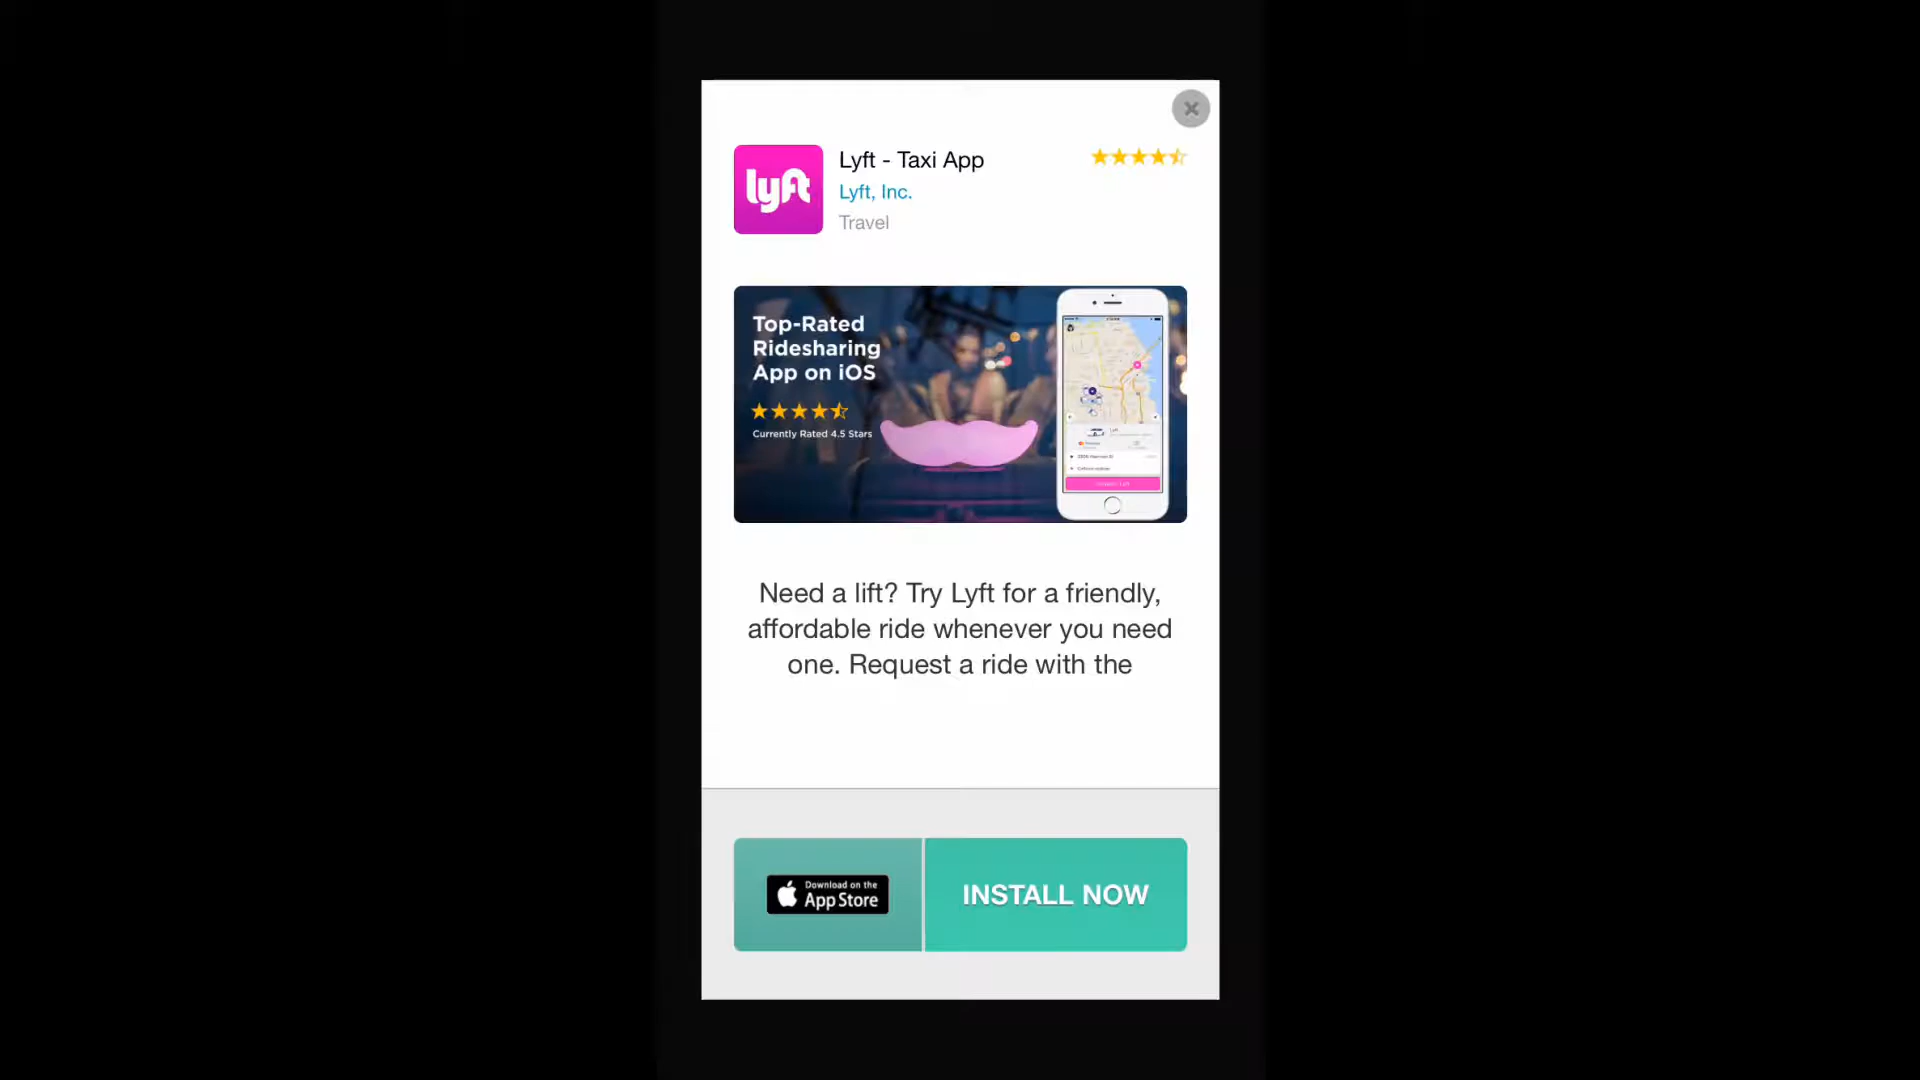 lyft
Lyft - Taxi App
Lyft, Inc.
Travel
Top-Rated
Ridesharing
App on iOS
Currently Rated 4.5 Stars
Need a lift? Try Lyft for a friendly,
affordable ride whenever you need
one. Request a ride with the
Download on the
App Store
INSTALL NOW